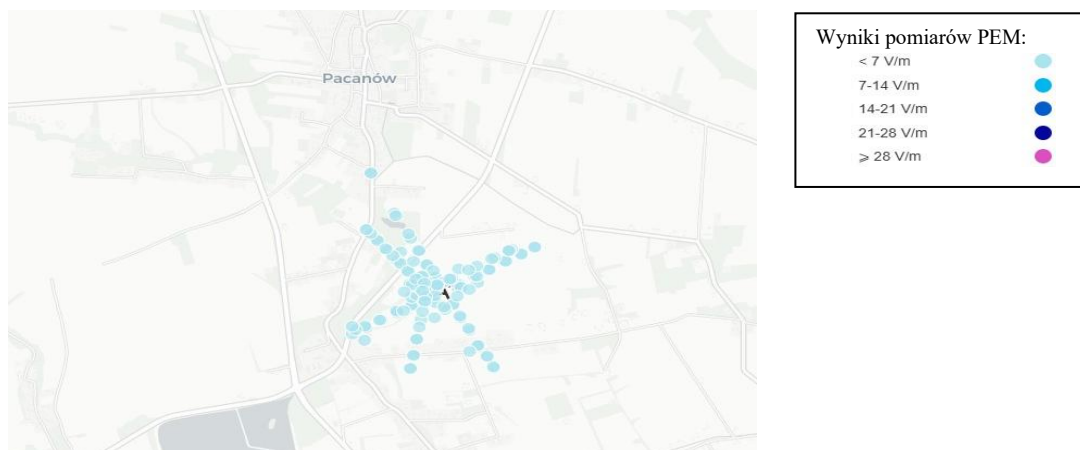 Pacanów
Wyniki pomiarów PEM:
< 7 V/m
7-14 V/m
14-21 V/m
21-28 V/m
⩾ 28 V/m